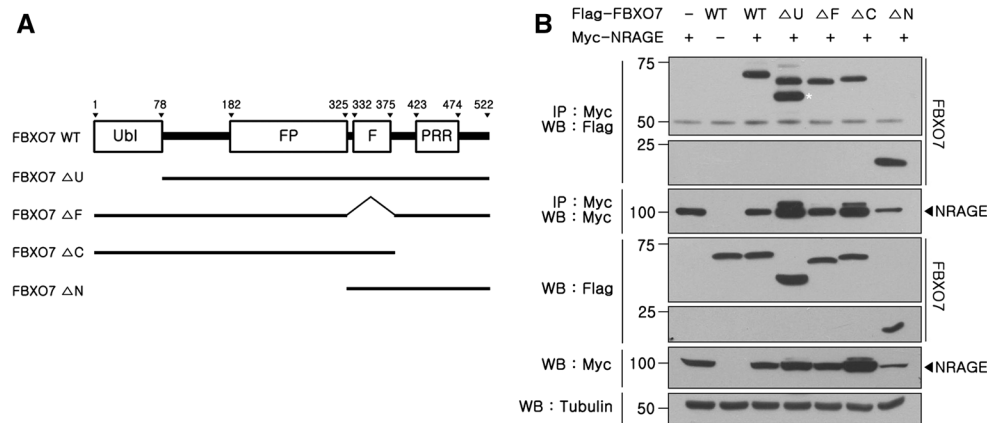 A
1 78 182 325 332 375 423 474 522
FBXO7 WT Ubl FP F PRR
FBXO7 △U
FBXO7 △F
FBXO7 △C
FBXO7 △N
B
Flag-FBXO7 - WT WT △U △F △C △N
Myc-NRAGE + - + + + + +
IP : Myc
WB : Flag
75
50
*
25
FBXO7
IP : Myc
WB : Myc
100
◀NRAGE
WB : Flag
75
25
FBXO7
WB : Myc
100
◀NRAGE
WB : Tubulin
50